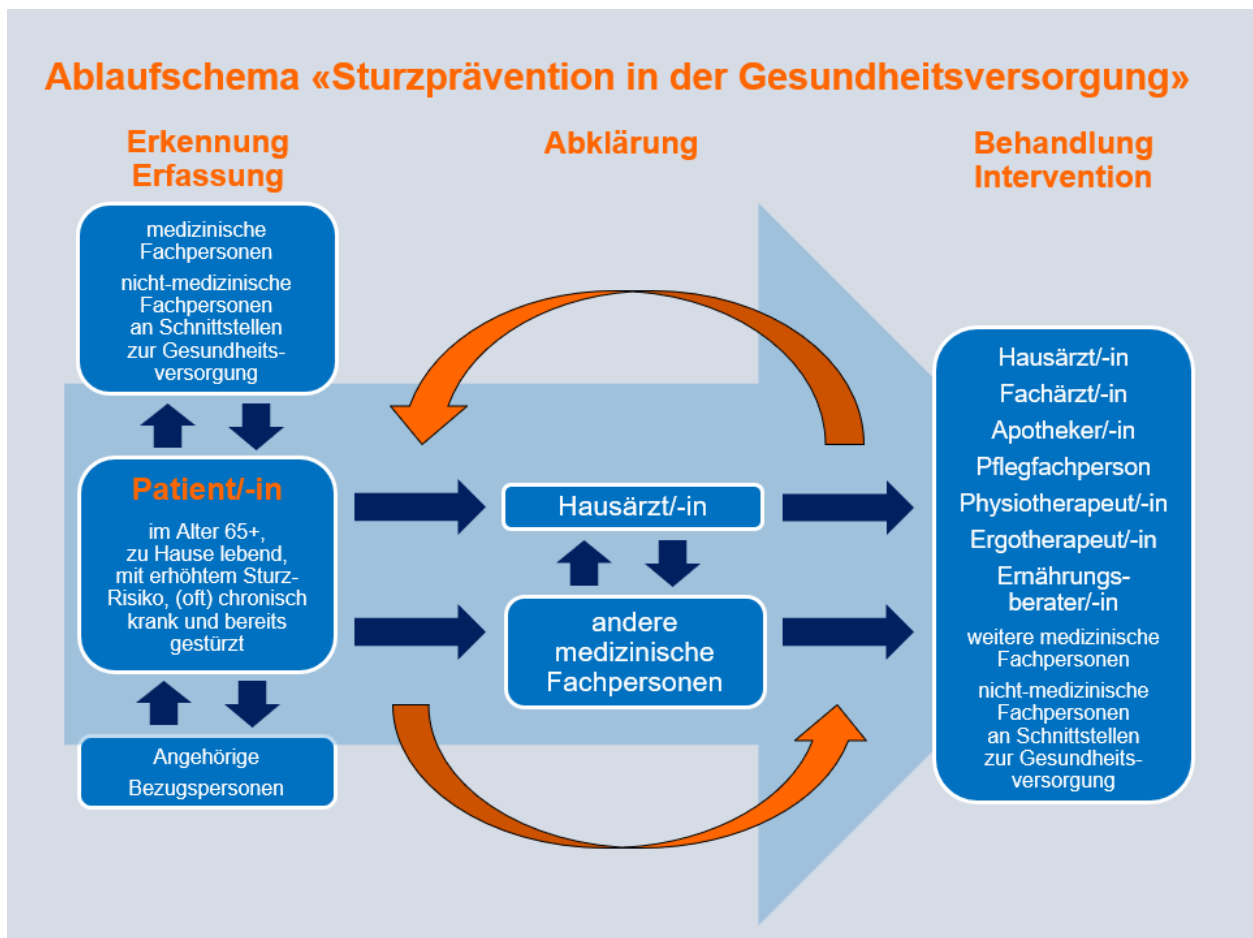 Ablaufschema «Sturzprävention in der Gesundheitsversorgung»
Erkennung
Erfassung
medizinische
Fachpersonen
nicht-medizinische
Fachpersonen
an Schnittstellen
zur Gesundheits-
versorgung
Patient/-in
im Alter 65+,
zu Hause lebend,
mit erhöhtem Sturz-
Risiko, (oft) chronisch
krank und bereits
gestürzt
Angehörige
Bezugspersonen
Abklärung
Hausärzt/-in
andere
medizinische
Fachpersonen
Behandlung
Intervention
Hausärzt/-in
Fachärzt/-in
Apotheker/-in
Pflegfachperson
Physiotherapeut/-in
Ergotherapeut/-in
Ernährungs-
berater/-in
weitere medizinische
Fachpersonen
nicht-medizinische
Fachpersonen
an Schnittstellen
zur Gesundheits-
versorgung